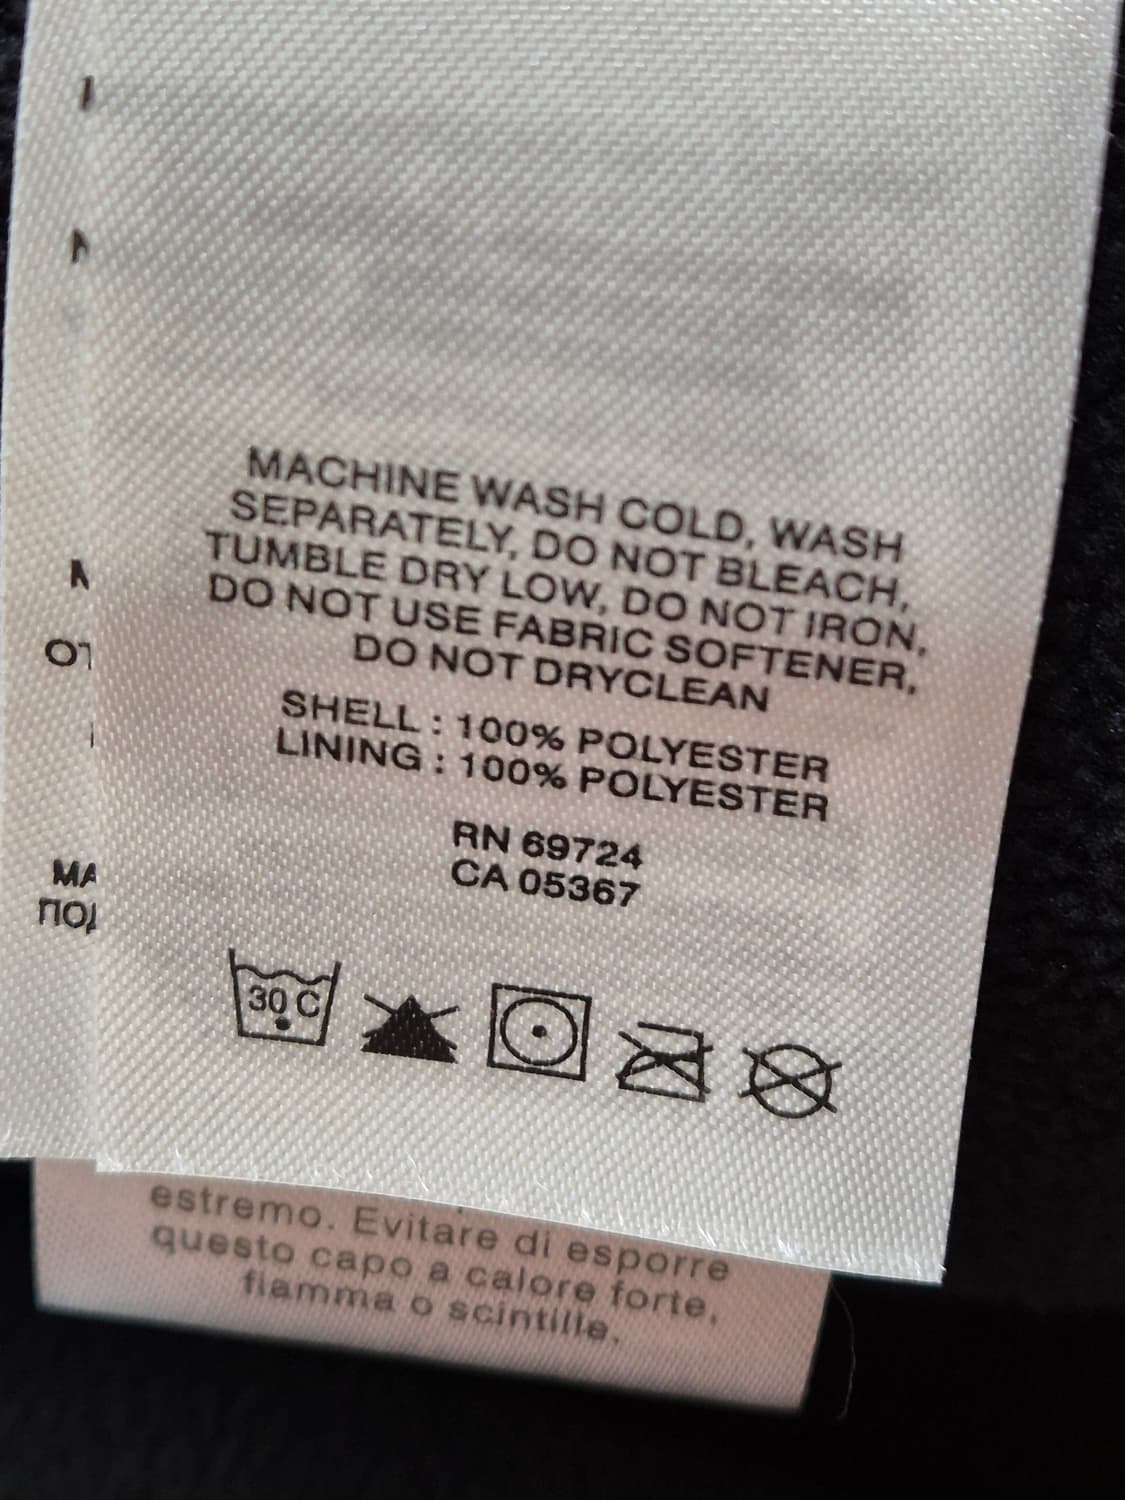 MACHINE WASH COLD, WASH
SEPARATELY, DO NOT BLEACH,
TUMBLE DRY LOW, DO NOT IRON,
DO NOT USE FABRIC SOFTENER,
DO NOT DRYCLEAN
SHELL : 100% POLYESTER
LINING : 100% POLYESTER
RN 69724
CA 05367
30 C
estremo. Evitare di esporre
questo capo a calore forte,
fiamma o scintille.